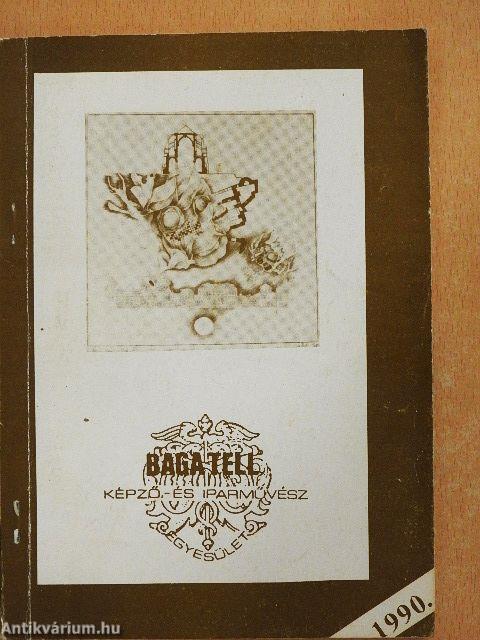 BAGATELL
KÉPZŐ.-ÉS IPARMŰVÉSZ
EGYESÜLET
1990.
Antikvárium.hu